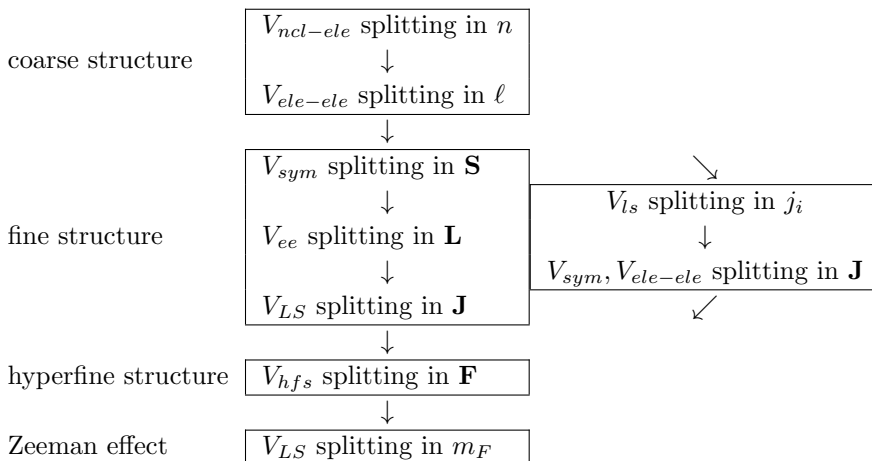 V_{ncl-ele} splitting in n
↓
coarse structure
V_{ele-ele} splitting in ℓ
↓
V_{sym} splitting in S
↘
↓
V_{ls} splitting in j_i
fine structure
V_{ee} splitting in L
↓
↓
V_{sym}, V_{ele-ele} splitting in J
V_{LS} splitting in J
↙
↓
hyperfine structure V_{hfs} splitting in F
↓
Zeeman effect V_{LS} splitting in m_F